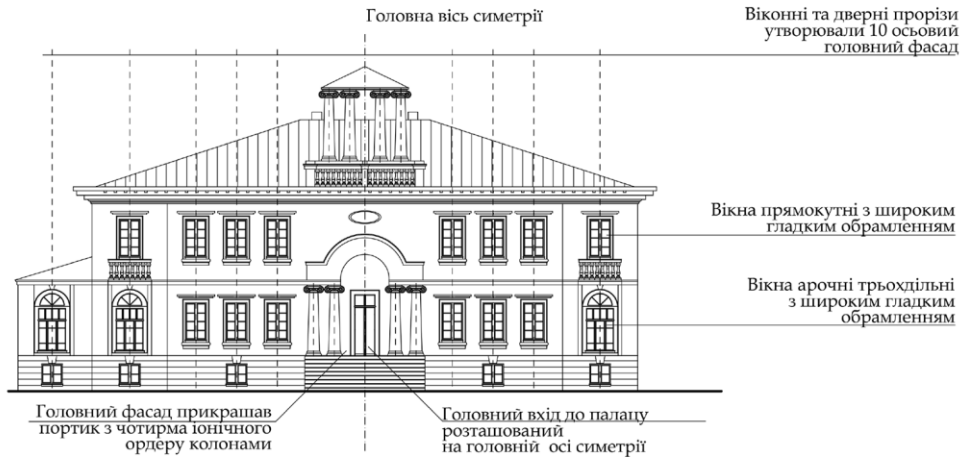 Головна вісь симетрії
Віконні та дверні прорізи
утворювали 10 осьовий
головний фасад
Вікна прямокутні з широким
гладким обрамленням
Вікна арочні трьохдільні
з широким гладким
обрамленням
Головний фасад прикрашав
портик з чотирма іонічного
ордеру колонами
Головний вхід до палацу
розташований
на головній осі симетрії